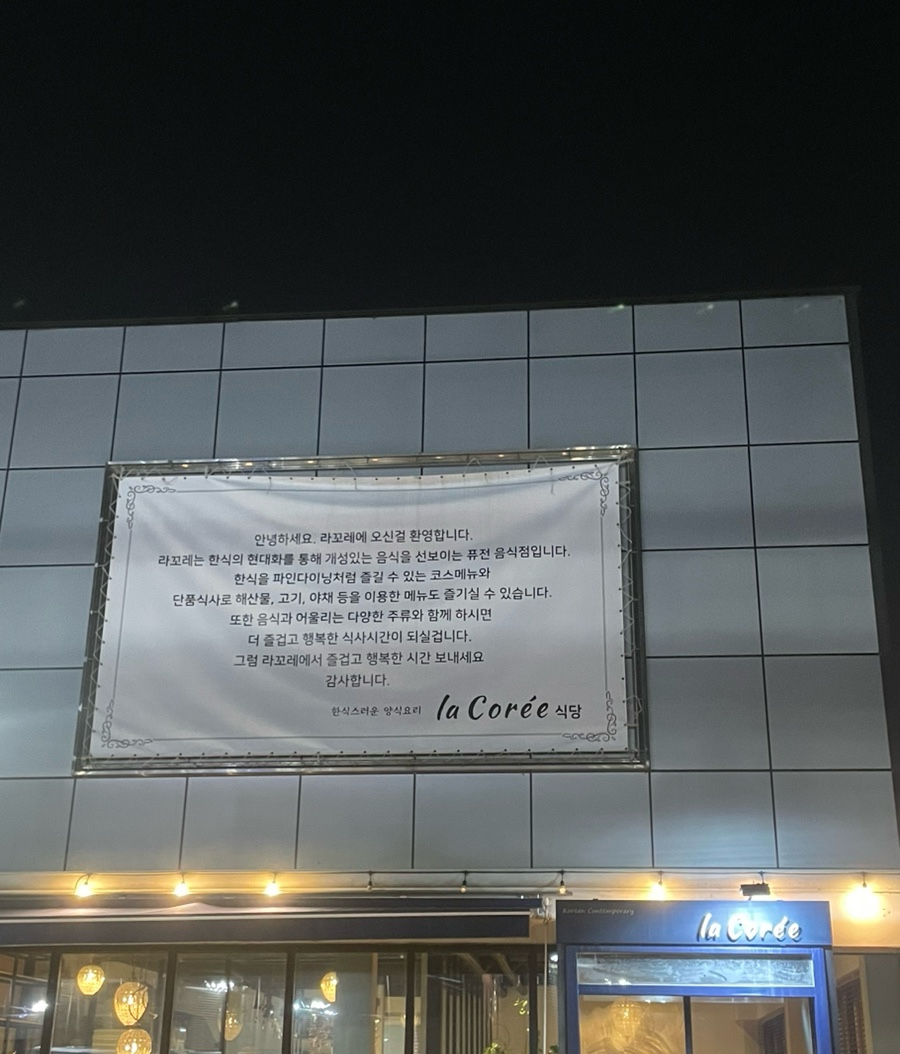 안녕하세요. 라꼬레에 오신걸 환영합니다.
라꼬레는 한식의 현대화를 통해 개성있는 음식을 선보이는 퓨전 음식점입니다.
한식을 파인다이닝처럼 즐길 수 있는 코스메뉴와
단품식사로 해산물, 고기, 야채 등을 이용한 메뉴도 즐기실 수 있습니다.
또한 음식과 어울리는 다양한 주류와 함께 하시면
더 즐겁고 행복한 식사시간이 되실겁니다.
그럼 라꼬레에서 즐겁고 행복한 시간 보내세요
감사합니다.
한식스러운 양식요리 la Corée 식당
Korean Contemporary
la Corée